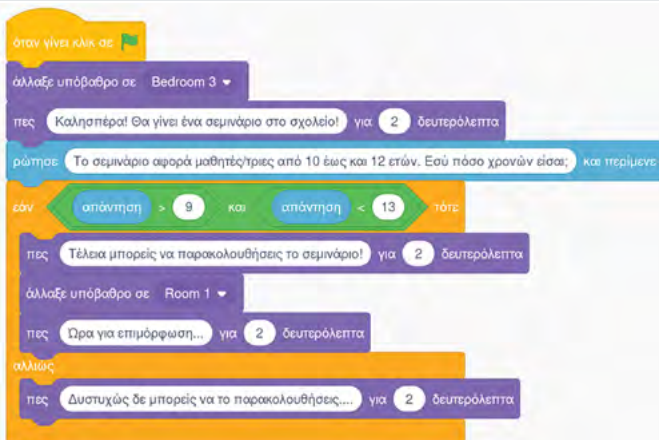 όταν γίνει κλικ σε
άλλαξε υπόβαθρο σε Bedroom 3
πες Καλησπέρα! Θα γίνει ένα σεμινάριο στο σχολείο! για 2 δευτερόλεπτα
ρώτησε Το σεμινάριο αφορά μαθητές/τριες από 10 έως και 12 ετών. Εσύ πόσο χρονών είσαι; και περίμενε
εάν απάντηση > 9 και απάντηση < 13 τότε
πες Τέλεια μπορείς να παρακολουθήσεις το σεμινάριο! για 2 δευτερόλεπτα
άλλαξε υπόβαθρο σε Room 1
πες Ώρα για επιμόρφωση... για 2 δευτερόλεπτα
αλλιώς
πες Δυστυχώς δε μπορείς να το παρακολουθήσεις.... για 2 δευτερόλεπτα